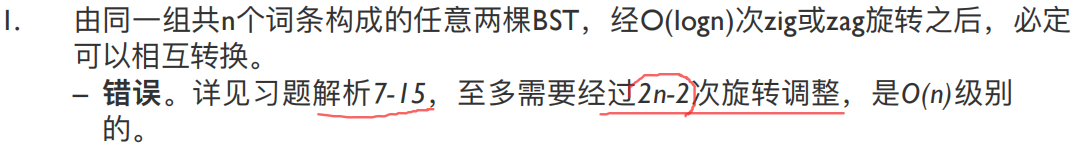 1. 由同一组共n个词条构成的任意两棵BST，经O(logn)次zig或zag旋转之后，必定
可以相互转换。
– 错误。详见习题解析7-15，至多需要经过2n-2次旋转调整，是O(n)级别
的。